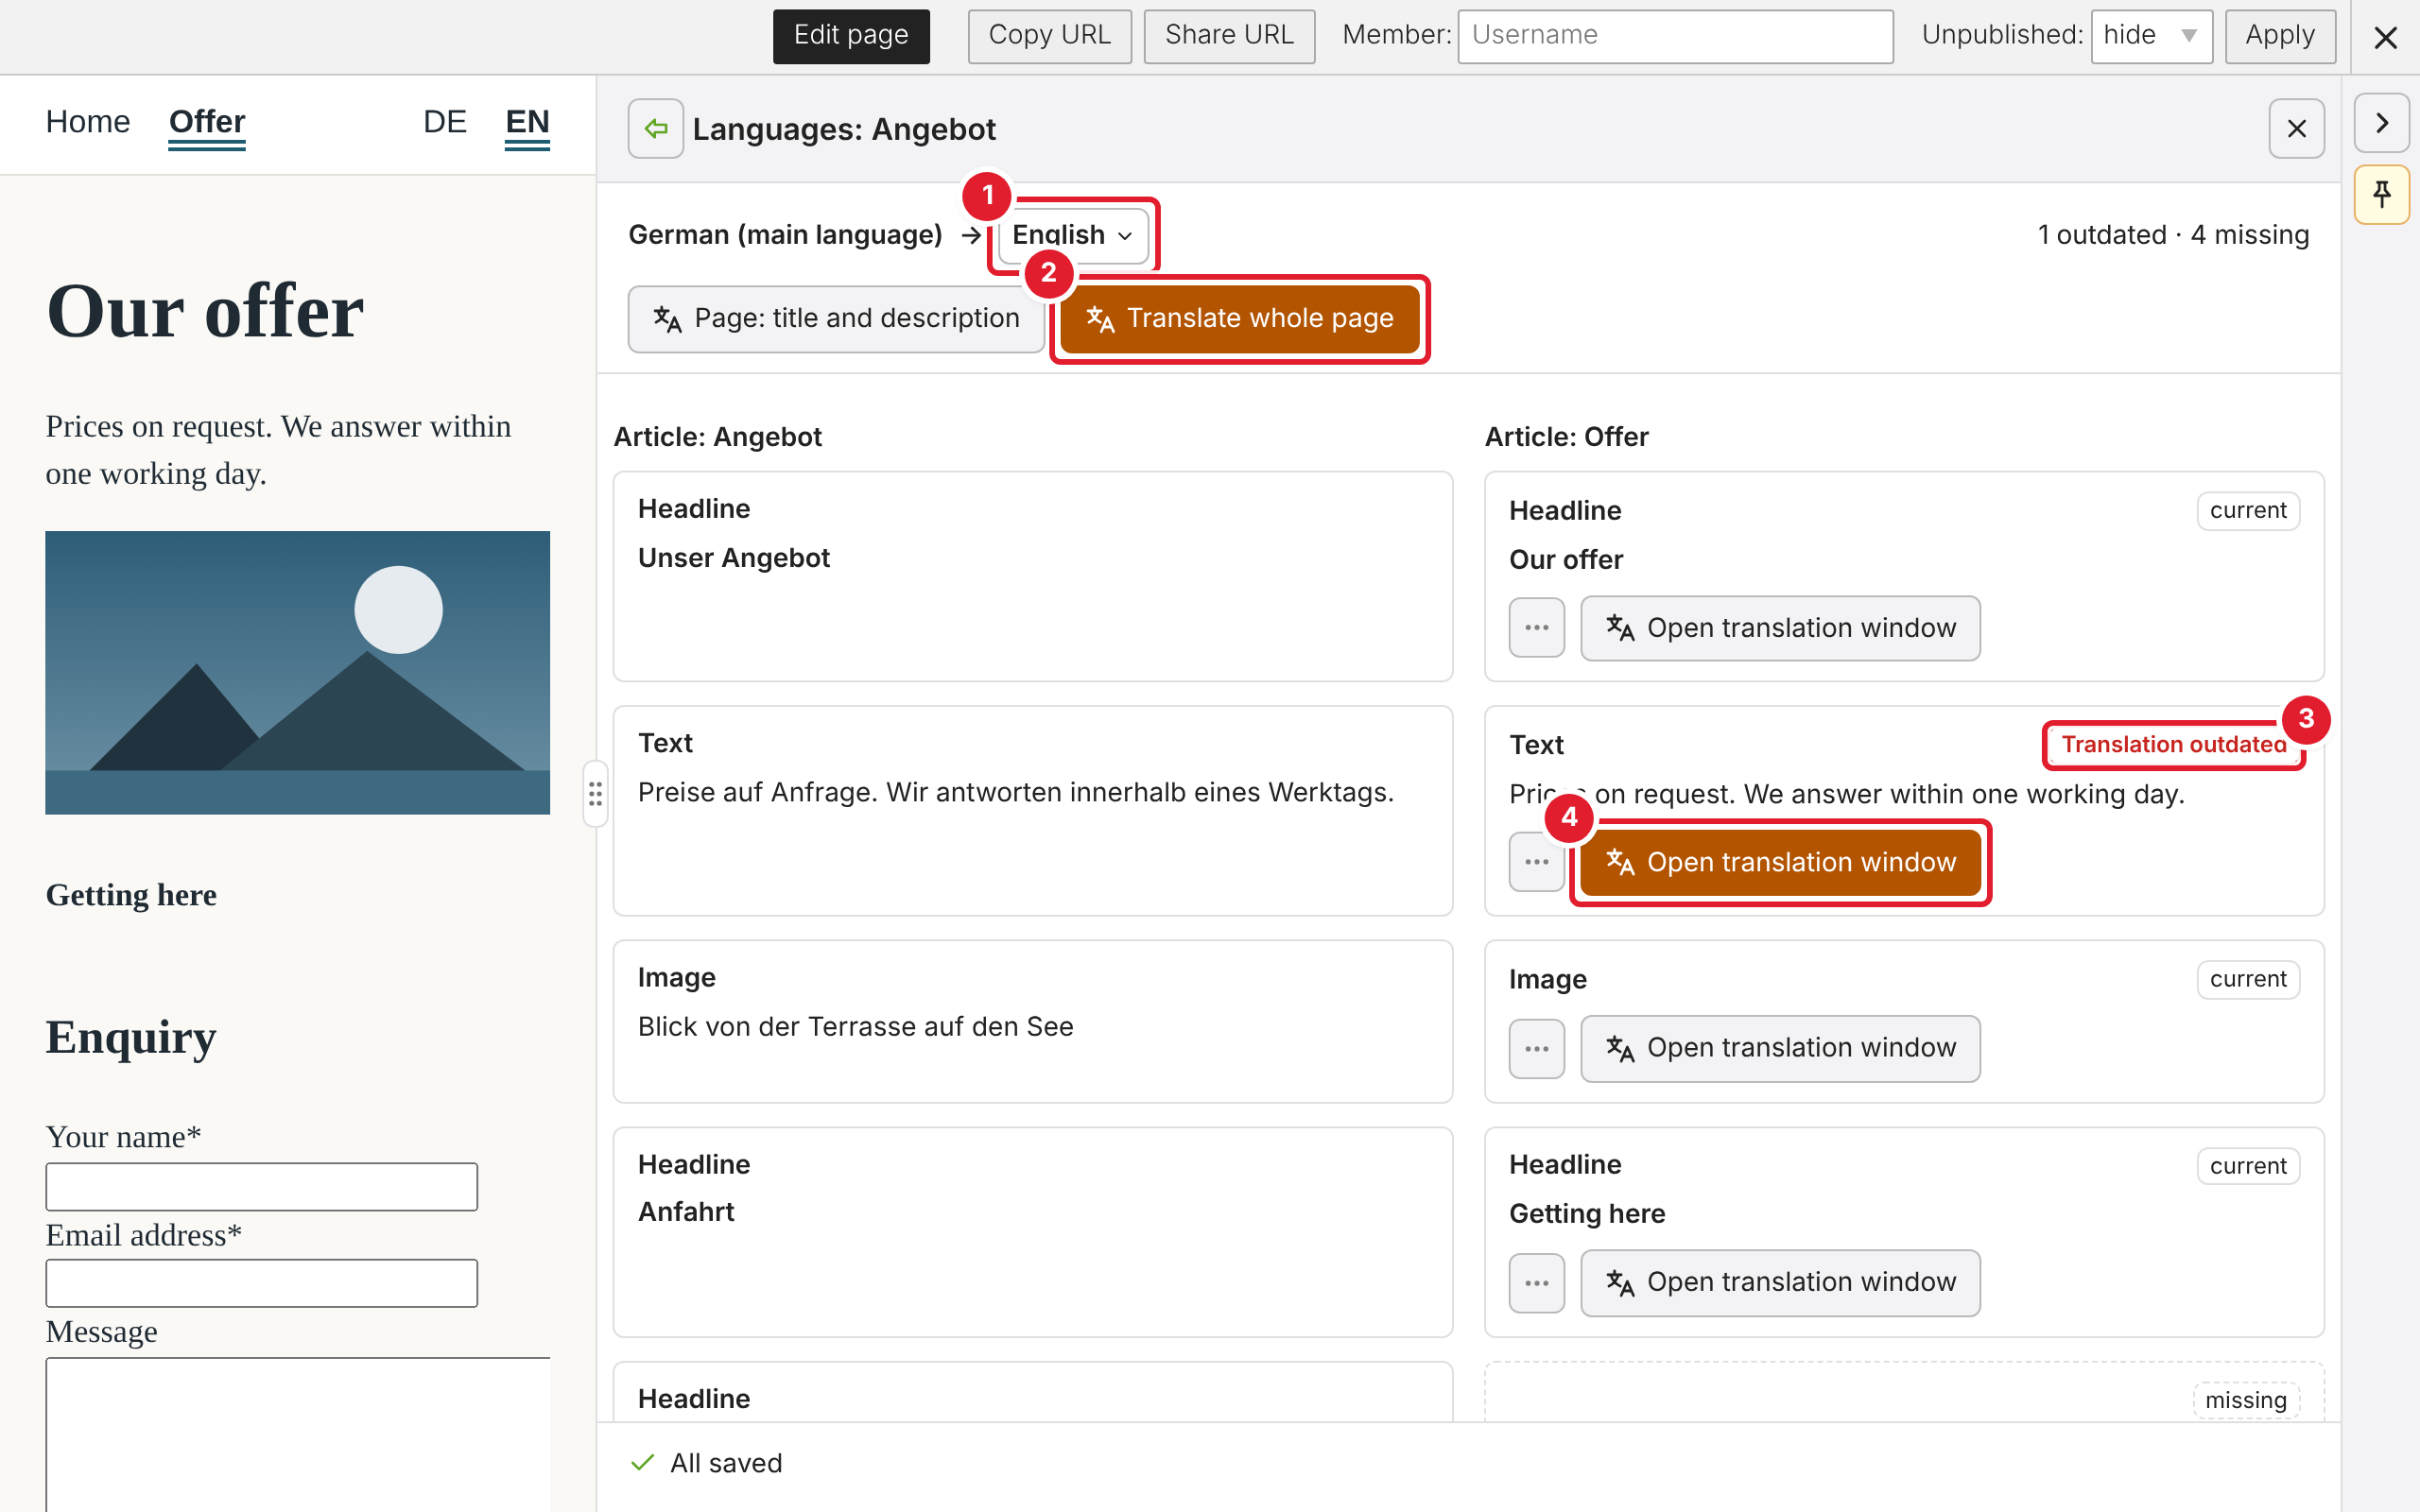 Edit page Copy URL Share URL Member: Username Unpublished: hide Apply
Home Offer DE EN
Languages: Angebot
1
German (main language) → English
1 outdated · 4 missing
2
Page: title and description Translate whole page
Our offer
Prices on request. We answer within
one working day.
Getting here
Enquiry
Your name*
Email address*
Message
Article: Angebot
Article: Offer
Headline
Unser Angebot
Headline current
Our offer
Open translation window
Text
Preise auf Anfrage. Wir antworten innerhalb eines Werktags.
Text Translation outdated 3
Prices on request. We answer within one working day.
4
Open translation window
Image
Blick von der Terrasse auf den See
Image current
Open translation window
Headline
Anfahrt
Headline current
Getting here
Open translation window
Headline
missing
All saved